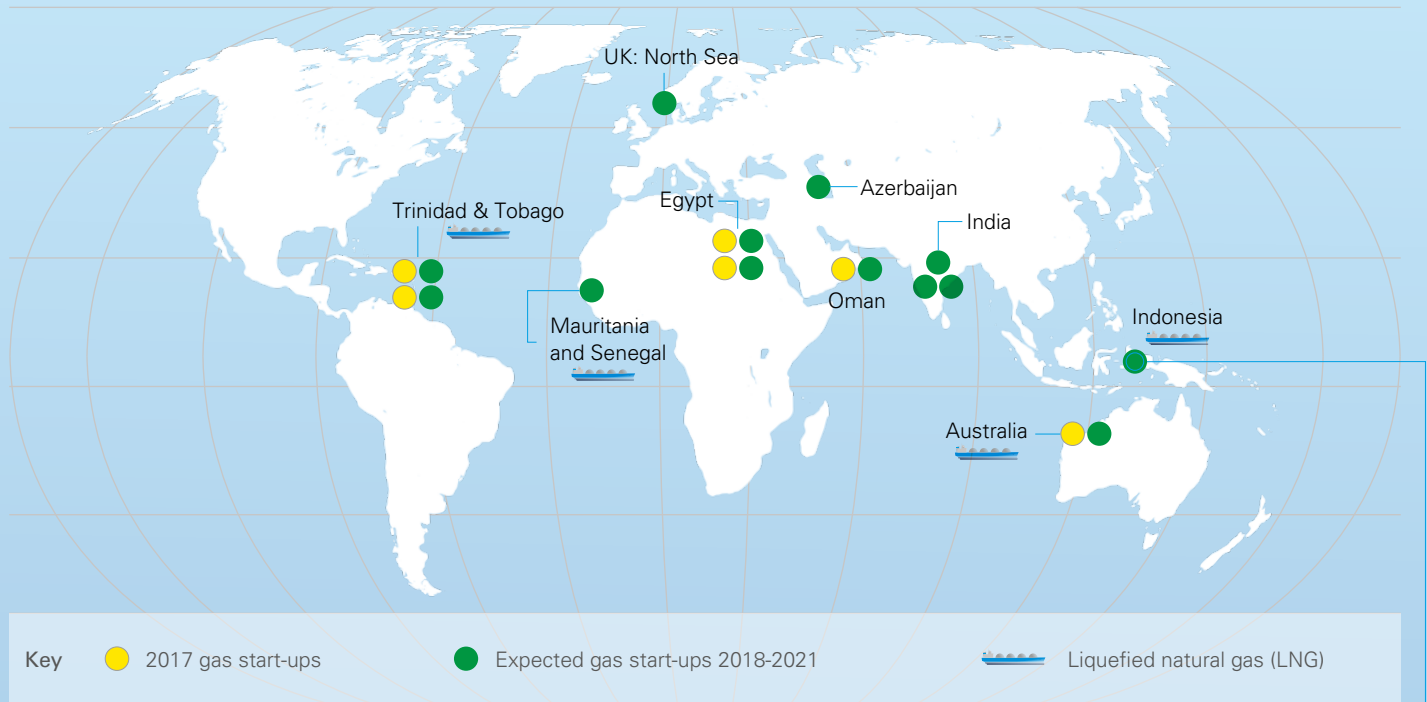 UK: North Sea
Azerbaijan
Egypt
Trinidad & Tobago
India
Oman
Mauritania
and Senegal
Indonesia
Australia
Key
2017 gas start-ups
Expected gas start-ups 2018-2021
Liquefied natural gas (LNG)